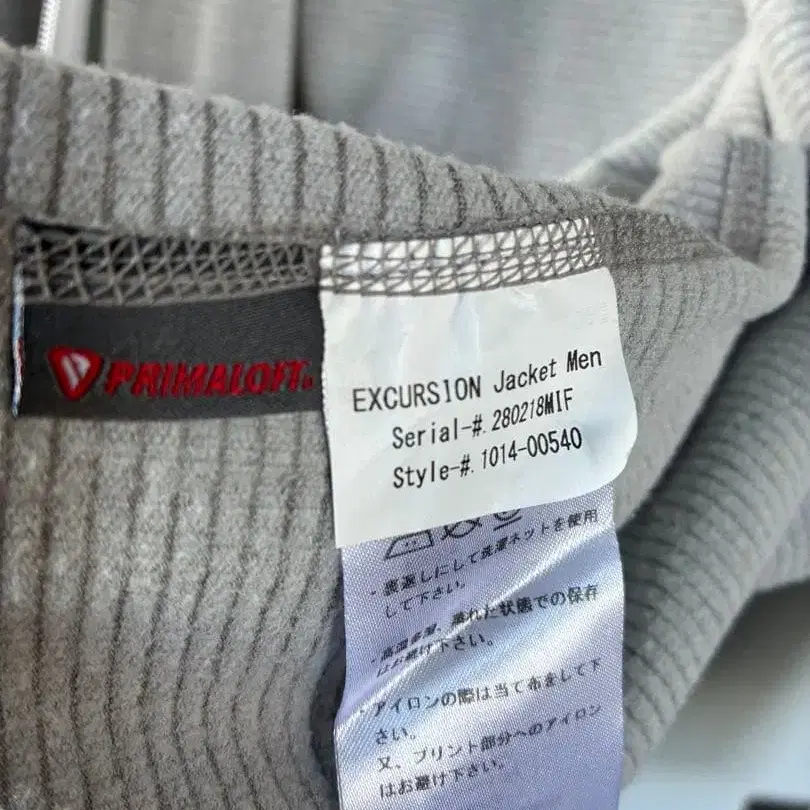 PRIMALOFT.
EXCURSION Jacket Men
Serial-#. 280218MIF
Style-#. 1014-00540
・裏返しにして洗濯ネットを使用
して下さい。
・高温多湿、濡れた状態での保存
はお避け下さい。
・アイロンの際は当て布をして下
さい。
又、プリント部分へのアイロン
はお避け下さい。